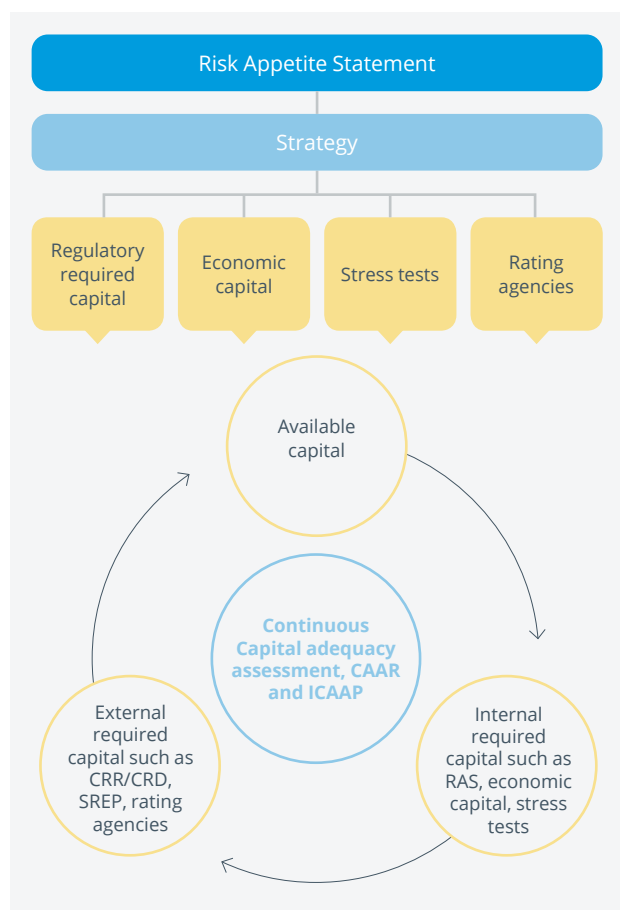 Risk Appetite Statement
Strategy
Regulatory
required
capital
Economic
capital
Stress tests
Rating
agencies
Available
capital
Continuous
Capital adequacy
assessment, CAAR
and ICAAP
External
required
capital such as
CRR/CRD,
SREP, rating
agencies
Internal
required
capital such as
RAS, economic
capital, stress
tests